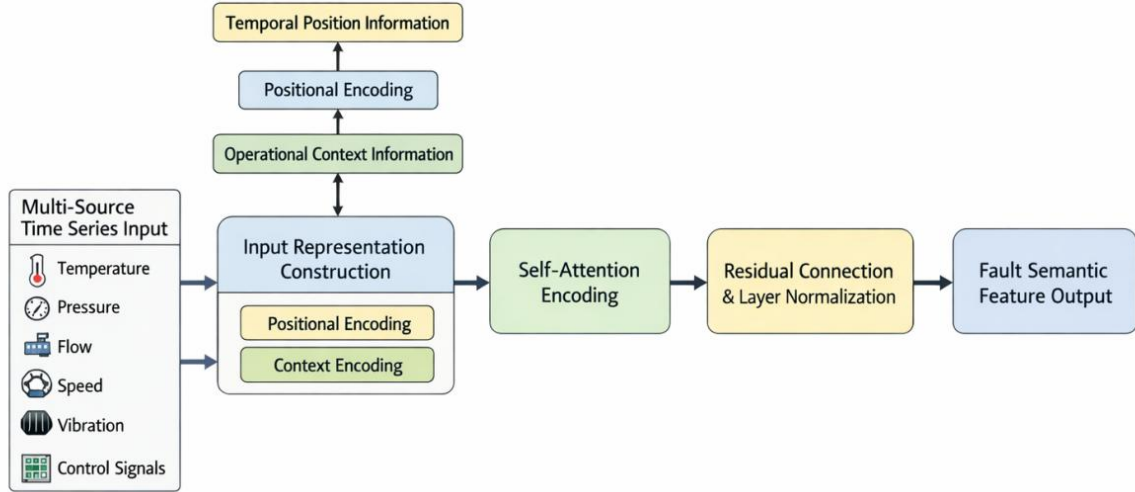 Temporal Position Information
Positional Encoding
Operational Context Information
Multi-Source
Time Series Input
Temperature
Pressure
Flow
Speed
Vibration
Control Signals
Input Representation
Construction
Positional Encoding
Context Encoding
Self-Attention
Encoding
Residual Connection
& Layer Normalization
Fault Semantic
Feature Output